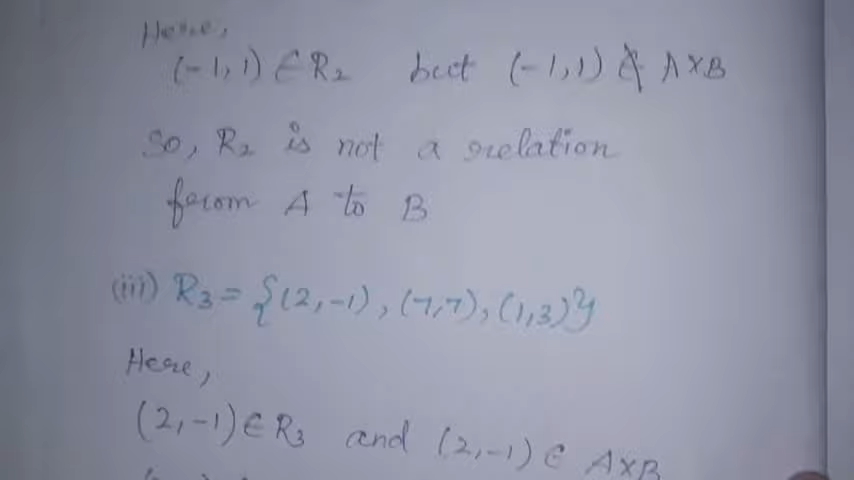 Here,
(-1,1) ∈ R₂ but (-1,1) ∉ A×B
So, R₂ is not a relation
from A to B
(iii) R₃ = {(2,-1), (7,7), (1,3)}
Here,
(2,-1) ∈ R₃ and (2,-1) ∈ A×B